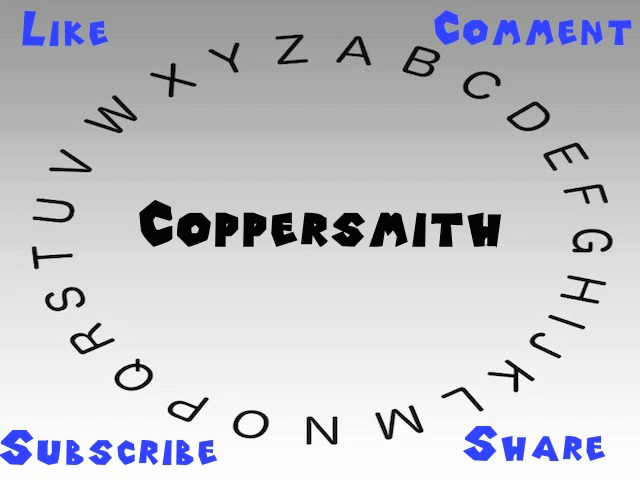 Like
Comment
A B C D E F G H I J K L M N O P Q R S T U V W X Y Z
Coppersmith
Subscribe
Share